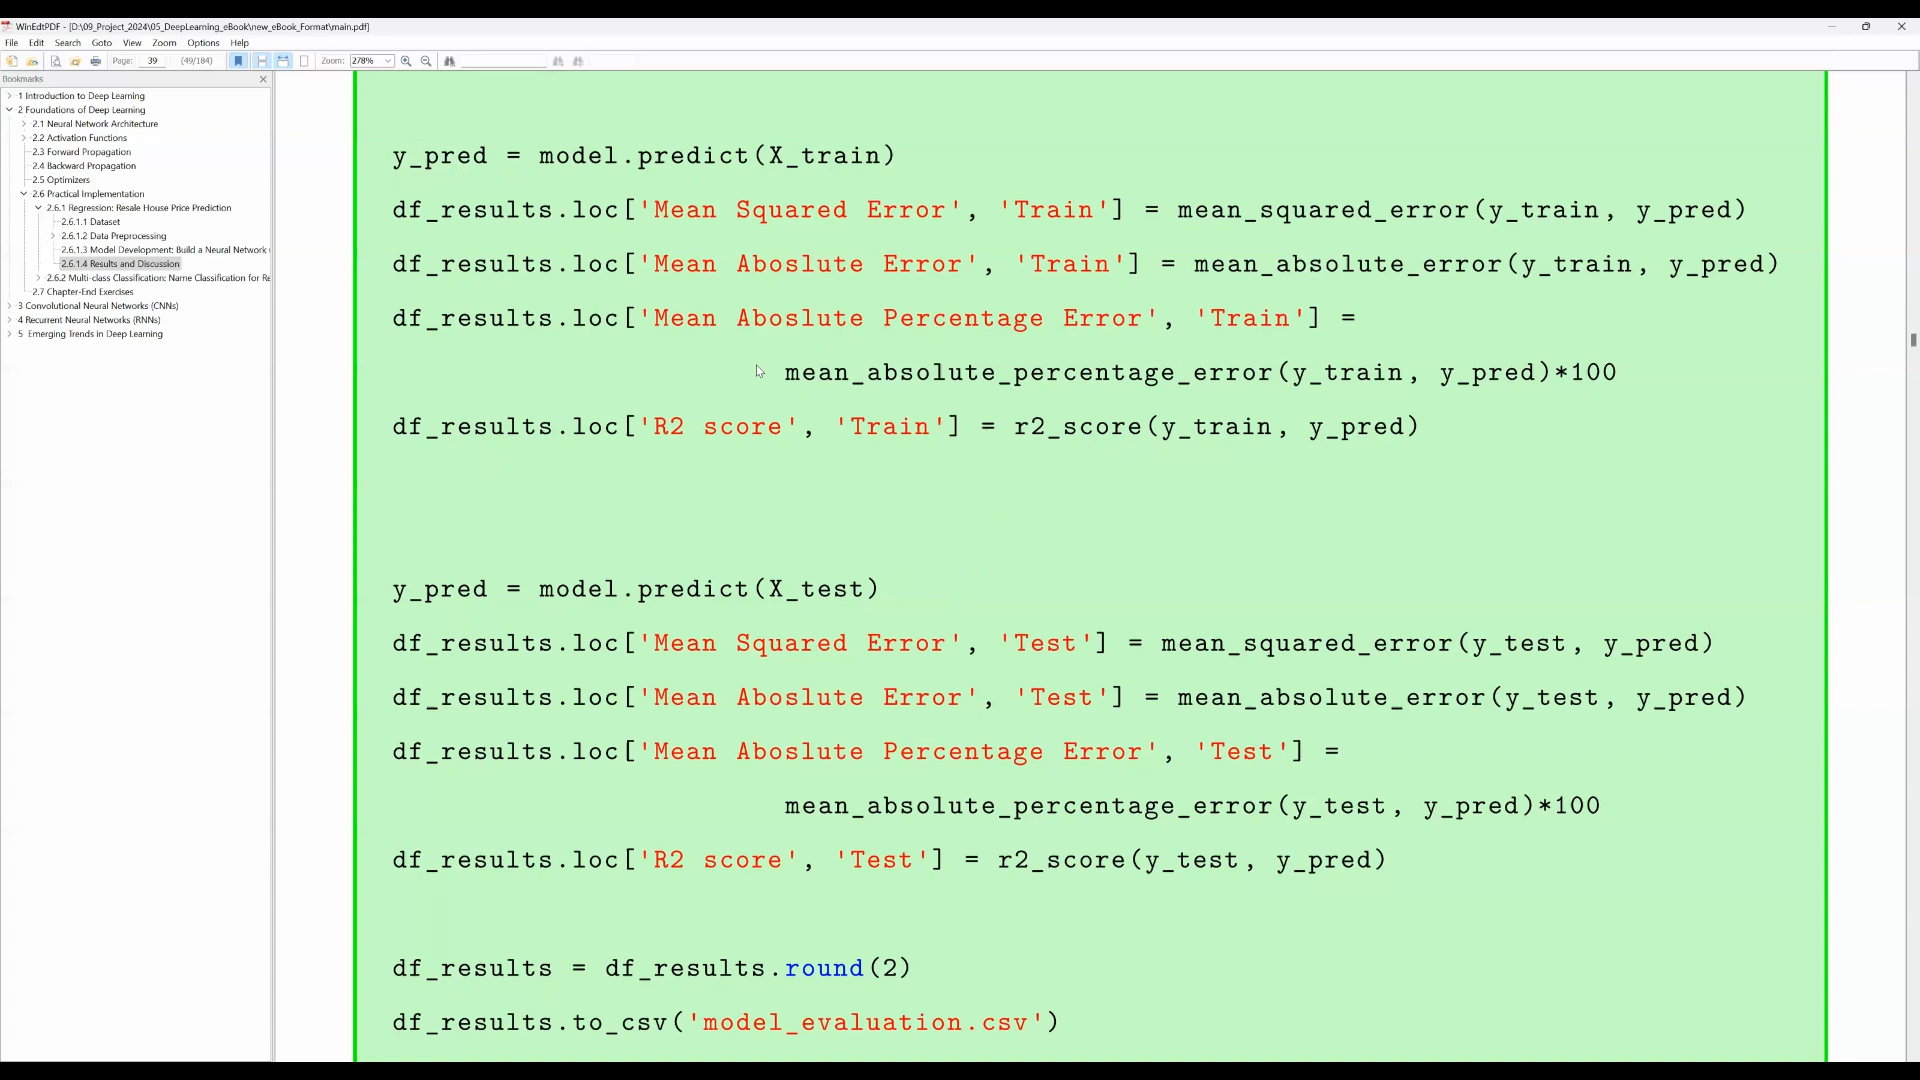 WinEdtPDF - [D:\09_Project_2024\05_DeepLearning_eBook\new_eBook_Format\main.pdf]
File Edit Search Goto View Zoom Options Help
Page: 39 (49/184) Zoom: 278%
Bookmarks
1 Introduction to Deep Learning
2 Foundations of Deep Learning
2.1 Neural Network Architecture
2.2 Activation Functions
2.3 Forward Propagation
2.4 Backward Propagation
2.5 Optimizers
2.6 Practical Implementation
2.6.1 Regression: Resale House Price Prediction
2.6.1.1 Dataset
2.6.1.2 Data Preprocessing
2.6.1.3 Model Development: Build a Neural Network
2.6.1.4 Results and Discussion
2.6.2 Multi-class Classification: Name Classification for Re
2.7 Chapter-End Exercises
3 Convolutional Neural Networks (CNNs)
4 Recurrent Neural Networks (RNNs)
5 Emerging Trends in Deep Learning
y_pred = model.predict(X_train)
df_results.loc['Mean Squared Error', 'Train'] = mean_squared_error(y_train, y_pred)
df_results.loc['Mean Aboslute Error', 'Train'] = mean_absolute_error(y_train, y_pred)
df_results.loc['Mean Aboslute Percentage Error', 'Train'] =
mean_absolute_percentage_error(y_train, y_pred)*100
df_results.loc['R2 score', 'Train'] = r2_score(y_train, y_pred)
y_pred = model.predict(X_test)
df_results.loc['Mean Squared Error', 'Test'] = mean_squared_error(y_test, y_pred)
df_results.loc['Mean Aboslute Error', 'Test'] = mean_absolute_error(y_test, y_pred)
df_results.loc['Mean Aboslute Percentage Error', 'Test'] =
mean_absolute_percentage_error(y_test, y_pred)*100
df_results.loc['R2 score', 'Test'] = r2_score(y_test, y_pred)
df_results = df_results.round(2)
df_results.to_csv('model_evaluation.csv')